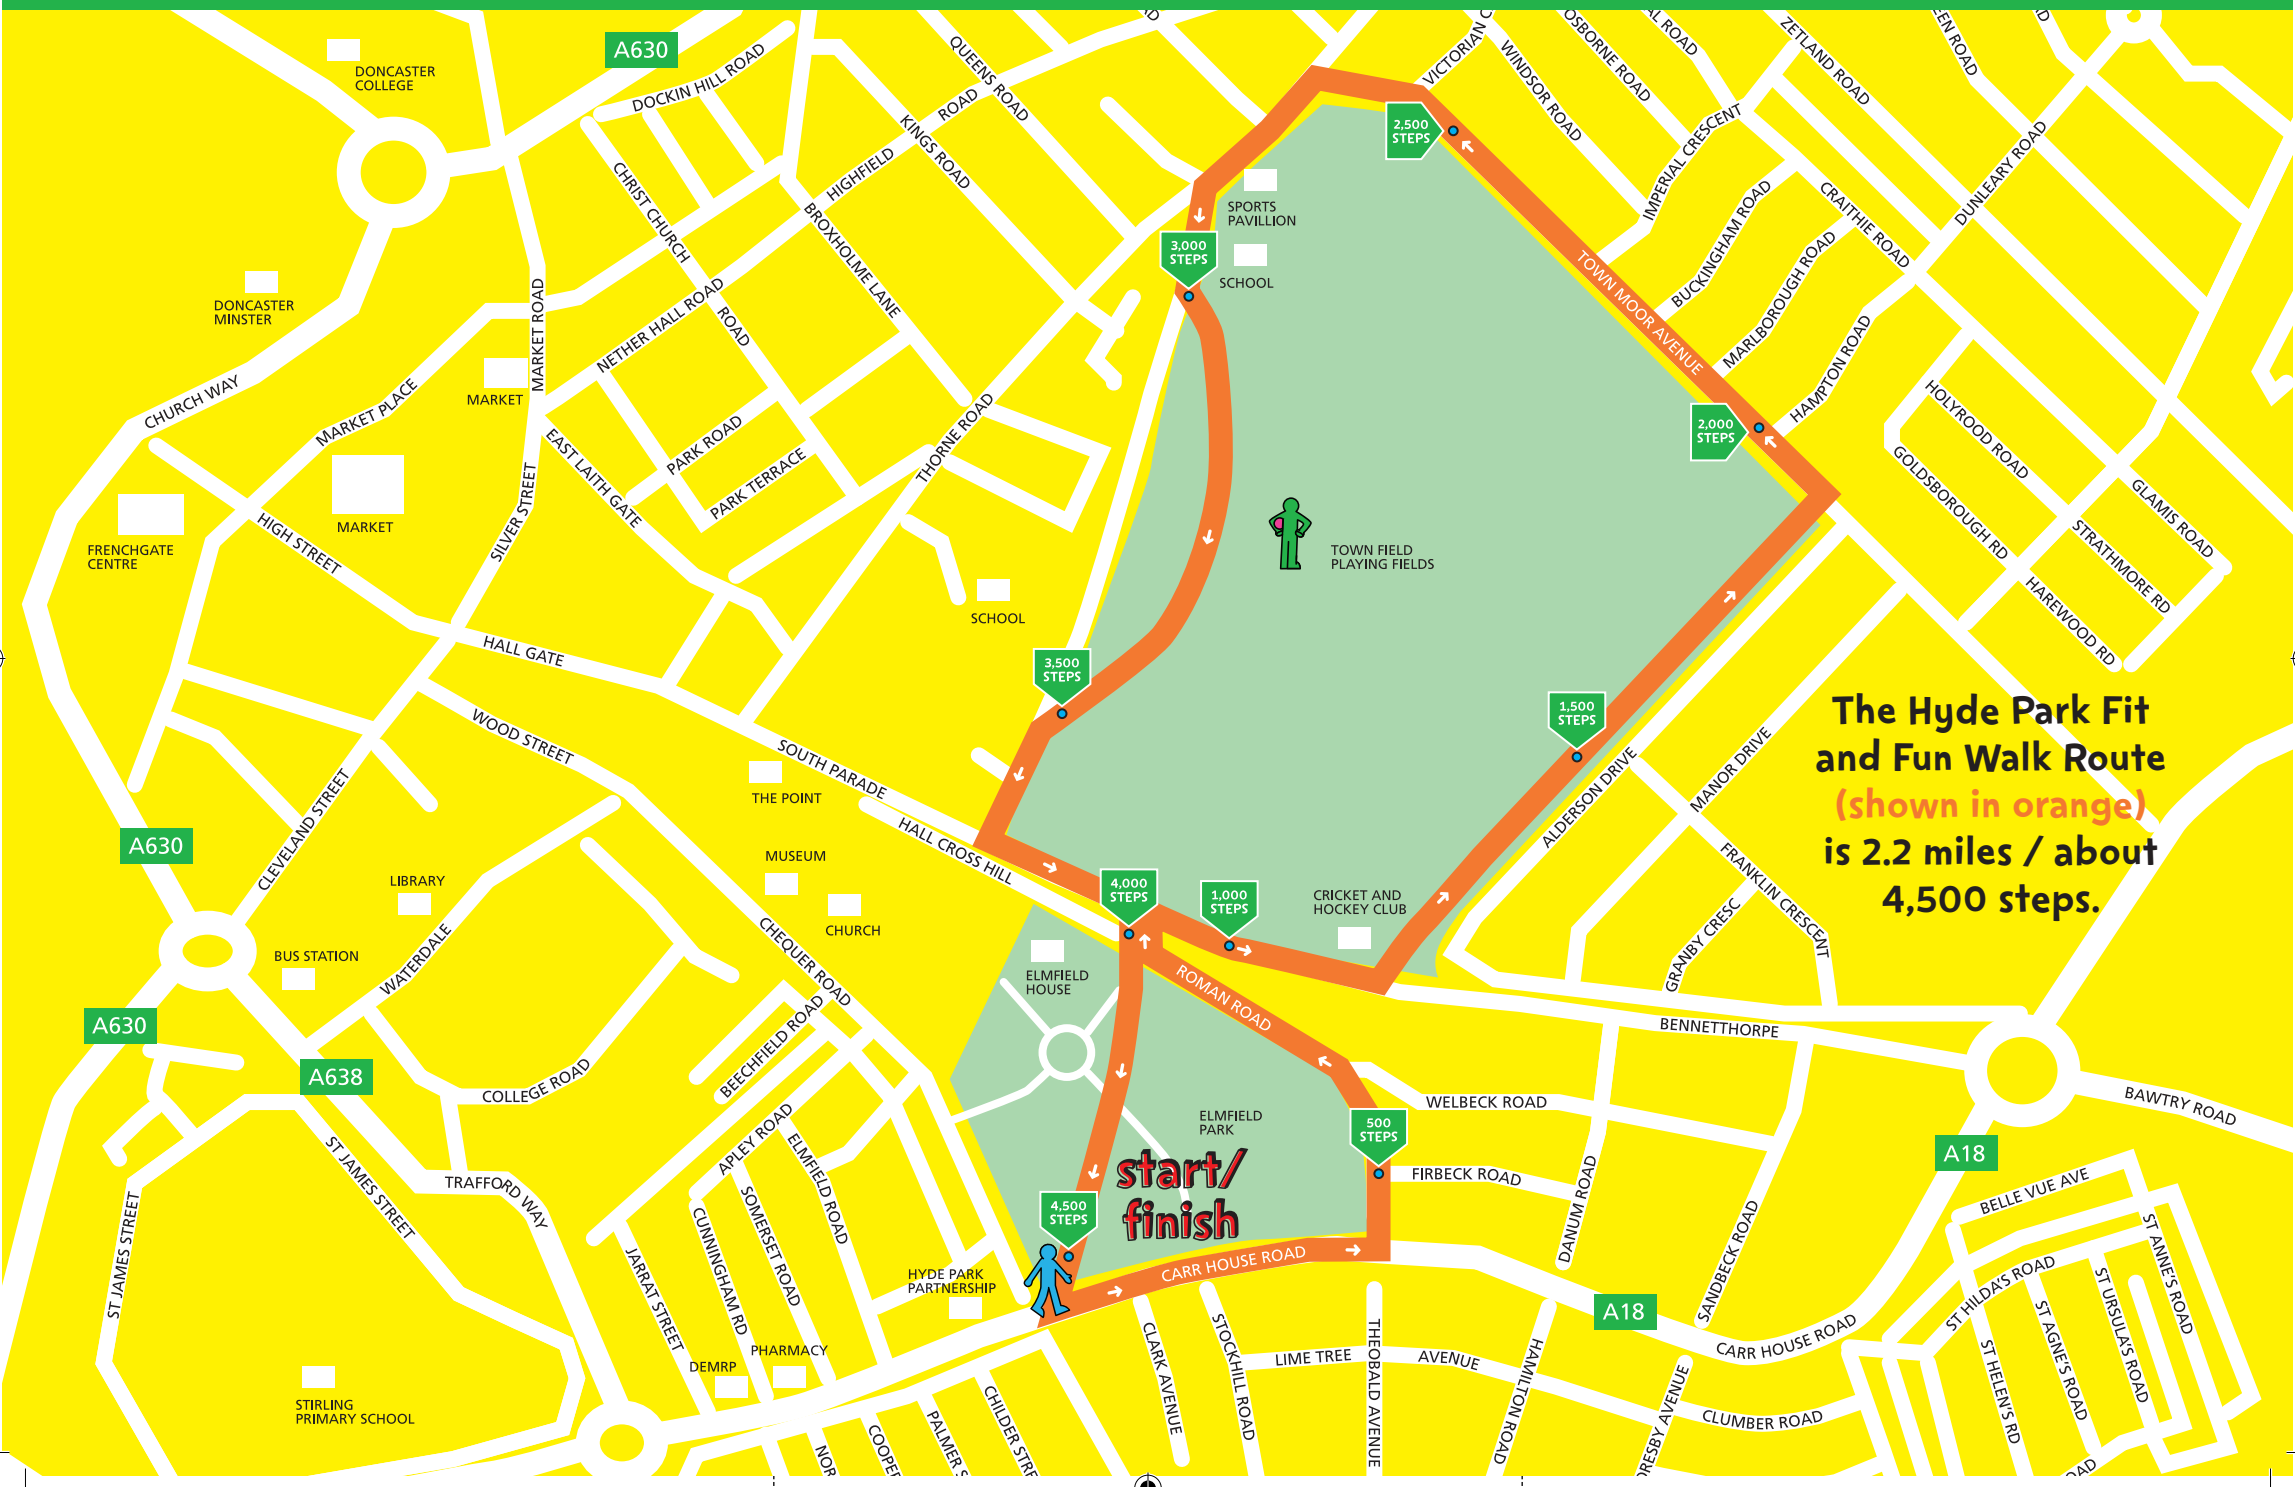 A630
DONCASTER
COLLEGE
DOCKIN HILL ROAD
QUEENS ROAD
HIGHFIELD
ROAD
KINGS ROAD
VICTORIAN C
WINDSOR ROAD
OSBORNE ROAD
AL ROAD
ZETLAND ROAD
EEN ROAD
IMPERIAL CRESCENT
BUCKINGHAM ROAD
MARLBOROUGH ROAD
CRAITHIE ROAD
DUNLEARY ROAD
HAMPTON ROAD
2,500
STEPS
SPORTS
PAVILLION
3,000
STEPS
SCHOOL
CHRIST CHURCH
ROAD
BROXHOLME LANE
DONCASTER
MINSTER
MARKET ROAD
NETHER HALL ROAD
TOWN MOOR AVENUE
MARKET
CHURCH WAY
MARKET PLACE
EAST LAITH GATE
PARK ROAD
PARK TERRACE
THORNE ROAD
2,000
STEPS
HOLYROOD ROAD
GOLDSBOROUGH RD
GLAMIS ROAD
STRATHMORE RD
HAREWOOD RD
MARKET
FRENCHGATE
CENTRE
HIGH STREET
SILVER STREET
TOWN FIELD
PLAYING FIELDS
SCHOOL
HALL GATE
3,500
STEPS
1,500
STEPS
WOOD STREET
SOUTH PARADE
THE POINT
HALL CROSS HILL
ALDERSON DRIVE
MANOR DRIVE
The Hyde Park Fit
and Fun Walk Route
(shown in orange)
is 2.2 miles / about
4,500 steps.
A630
CLEVELAND STREET
MUSEUM
LIBRARY
CHURCH
4,000
STEPS
1,000
STEPS
CRICKET AND
HOCKEY CLUB
FRANKLIN CRESCENT
GRANBY CRESC
BUS STATION
WATERDALE
CHEQUER ROAD
ELMFIELD
HOUSE
ROMAN ROAD
BENNETTHORPE
A630
A638
COLLEGE ROAD
BEECHFIELD ROAD
WELBECK ROAD
BAWTRY ROAD
APLEY ROAD
ELMFIELD
PARK
500
STEPS
A18
ST JAMES STREET
TRAFFORD WAY
ELMFIELD ROAD
start/
finish
FIRBECK ROAD
DANUM ROAD
SANDBECK ROAD
BELLE VUE AVE
ST JAMES STREET
CUNNINGHAM RD
SOMERSET ROAD
4,500
STEPS
JARRAT STREET
HYDE PARK
PARTNERSHIP
CARR HOUSE ROAD
A18
CARR HOUSE ROAD
ST HILDA'S ROAD
ST ANNE'S ROAD
ST URSULA'S ROAD
ST AGNE'S ROAD
ST HELEN'S RD
PHARMACY
DEMRP
CLARK AVENUE
STOCKHILL ROAD
LIME TREE
AVENUE
THEOBALD AVENUE
HAMILTON ROAD
CLUMBER ROAD
ORESBY AVENUE
STIRLING
PRIMARY SCHOOL
NOR
COOPE
PALMER S
CHILDER STRE
OAD